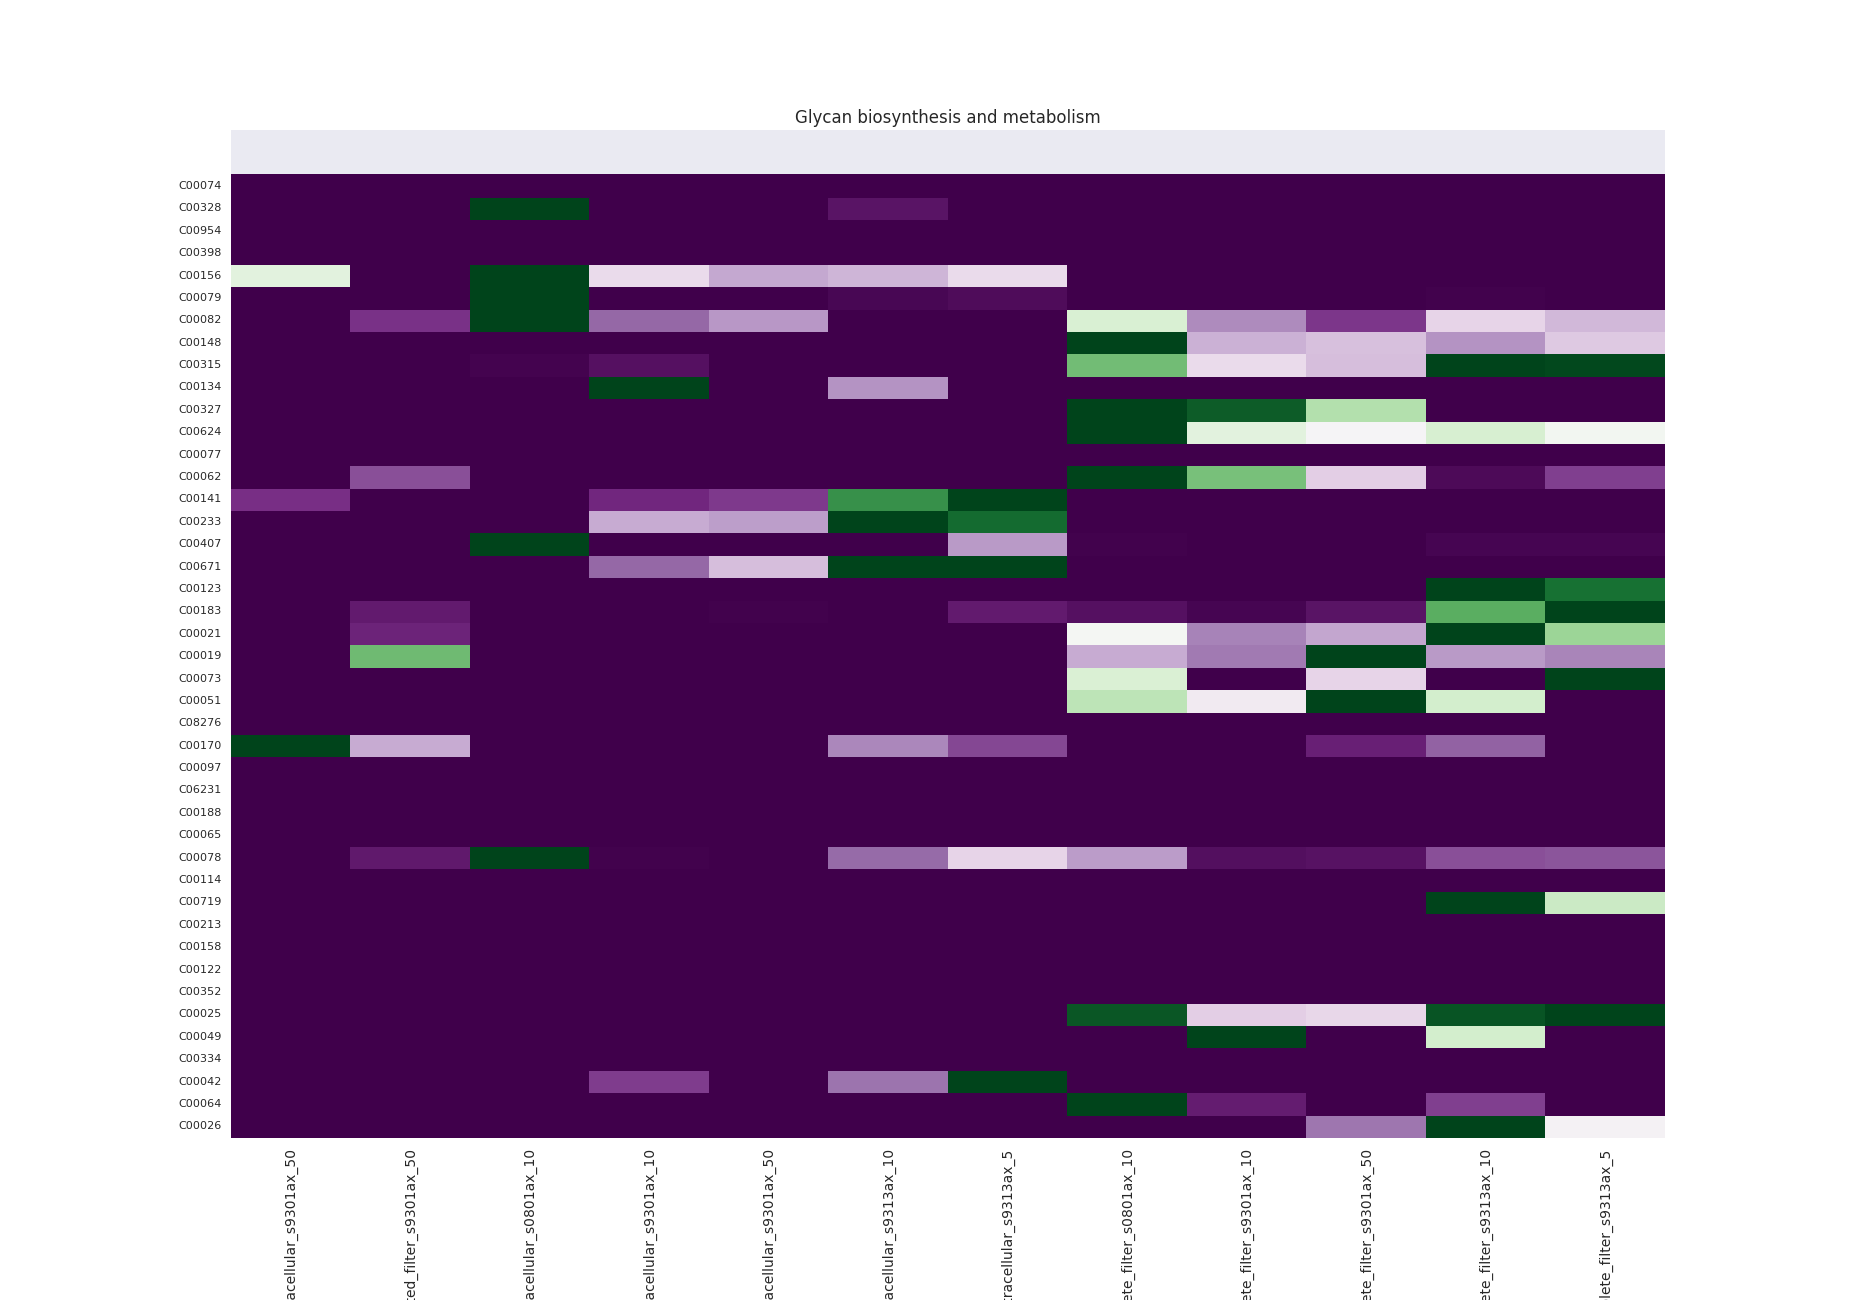 Glycan biosynthesis and metabolism
C00074
C00328
C00954
C00398
C00156
C00079
C00082
C00148
C00315
C00134
C00327
C00624
C00077
C00062
C00141
C00233
C00407
C00671
C00123
C00183
C00021
C00019
C00073
C00051
C08276
C00170
C00097
C06231
C00188
C00065
C00078
C00114
C00719
C00213
C00158
C00122
C00352
C00025
C00049
C00334
C00042
C00064
C00026
acellular_s9301ax_50
ted_filter_s9301ax_50
acellular_s0801ax_10
acellular_s9301ax_10
acellular_s9301ax_50
acellular_s9313ax_10
tracellular_s9313ax_5
ete_filter_s0801ax_10
ete_filter_s9301ax_10
ete_filter_s9301ax_50
ete_filter_s9313ax_10
lete_filter_s9313ax_5